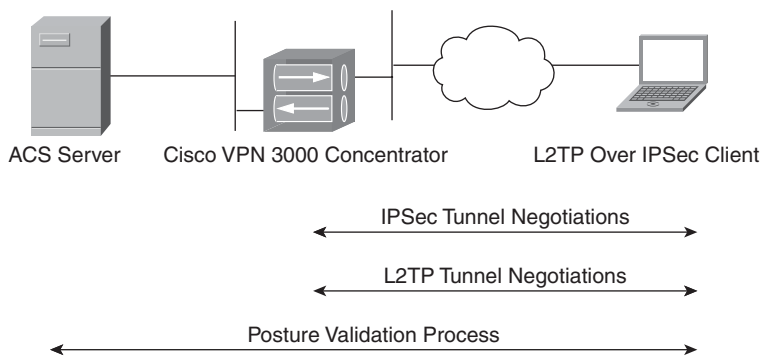 ACS Server
Cisco VPN 3000 Concentrator
L2TP Over IPSec Client
IPSec Tunnel Negotiations
L2TP Tunnel Negotiations
Posture Validation Process